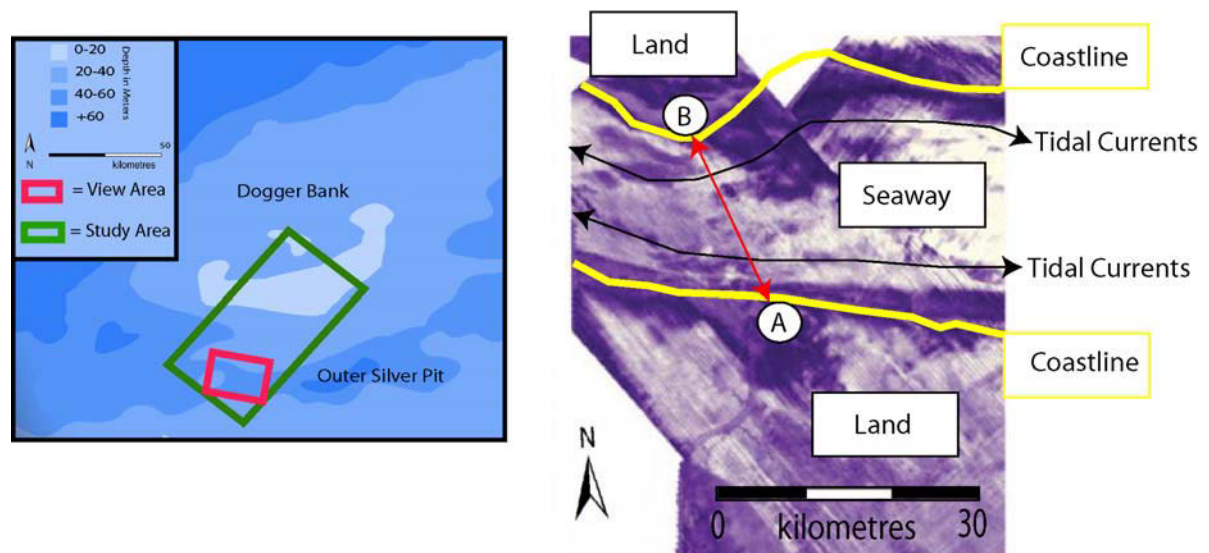 0-20
20-40
40-60
+60
Depth in Meters
N
50
kilometres
= View Area
= Study Area
Dogger Bank
Outer Silver Pit
Land
Coastline
B
Tidal Currents
Seaway
Tidal Currents
A
Coastline
Land
N
0 kilometres 30